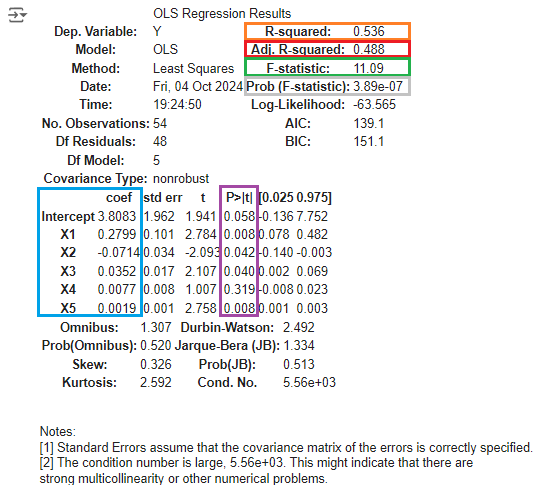 OLS Regression Results
Dep. Variable: Y R-squared: 0.536
Model: OLS Adj. R-squared: 0.488
Method: Least Squares F-statistic: 11.09
Date: Fri, 04 Oct 2024 Prob (F-statistic): 3.89e-07
Time: 19:24:50 Log-Likelihood: -63.565
No. Observations: 54 AIC: 139.1
Df Residuals: 48 BIC: 151.1
Df Model: 5
Covariance Type: nonrobust
coef std err t P>|t| [0.025 0.975]
Intercept 3.8083 1.962 1.941 0.058 -0.136 7.752
X1 0.2799 0.101 2.784 0.008 0.078 0.482
X2 -0.0714 0.034 -2.093 0.042 -0.140 -0.003
X3 0.0352 0.017 2.107 0.040 0.002 0.069
X4 0.0077 0.008 1.007 0.319 -0.008 0.023
X5 0.0019 0.001 2.758 0.008 0.001 0.003
Omnibus: 1.307 Durbin-Watson: 2.492
Prob(Omnibus): 0.520 Jarque-Bera (JB): 1.334
Skew: 0.326 Prob(JB): 0.513
Kurtosis: 2.592 Cond. No. 5.56e+03
Notes:
[1] Standard Errors assume that the covariance matrix of the errors is correctly specified.
[2] The condition number is large, 5.56e+03. This might indicate that there are
strong multicollinearity or other numerical problems.